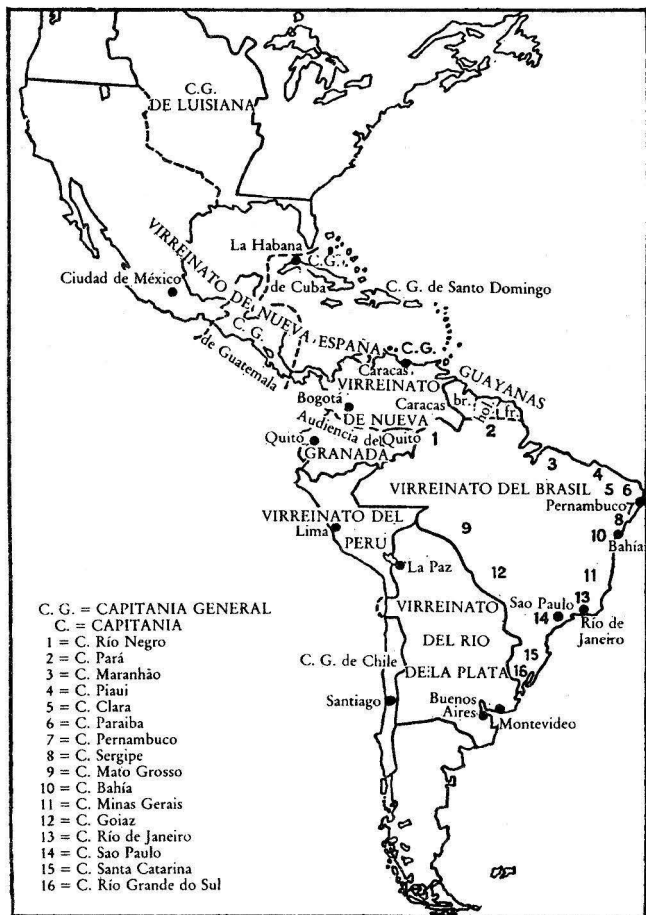 C.G.
DE LUISIANA
VIRREINATO DE NUEVA ESPAÑA
La Habana
C.G.
de Cuba
Ciudad de México
C. G. de Santo Domingo
C. G.
de Guatemala
C.G.
Caracas
GUAYANAS
br.
hol.
fr.
VIRREINATO
Caracas
Bogotá
DE NUEVA
Audiencia de Quito
Quito
GRANADA
1
2
3
4
5
6
VIRREINATO DEL BRASIL
Pernambuco
7
8
VIRREINATO DEL
Lima
PERU
9
10
Bahía
La Paz
12
11
VIRREINATO
Sao Paulo
13
14
Río de
Janeiro
DEL RIO
15
C. G. de Chile
DE LA PLATA
16
Santiago
Buenos
Aires
Montevideo
C. G. = CAPITANIA GENERAL
C. = CAPITANIA
1 = C. Río Negro
2 = C. Pará
3 = C. Maranhão
4 = C. Piaui
5 = C. Clara
6 = C. Paraiba
7 = C. Pernambuco
8 = C. Sergipe
9 = C. Mato Grosso
10 = C. Bahía
11 = C. Minas Gerais
12 = C. Goiaz
13 = C. Río de Janeiro
14 = C. Sao Paulo
15 = C. Santa Catarina
16 = C. Río Grande do Sul